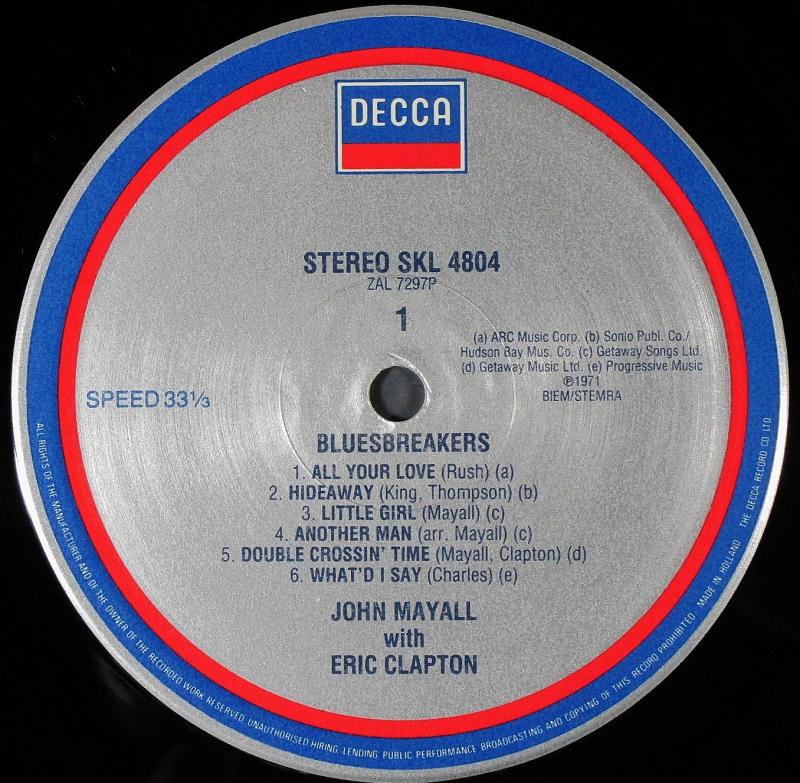 DECCA
STEREO SKL 4804
ZAL 7297P
1
(a) ARC Music Corp. (b) Sonio Publ. Co./
Hudson Bay Mus. Co. (c) Getaway Songs Ltd.
(d) Getaway Music Ltd. (e) Progressive Music
℗1971
BIEM/STEMRA
SPEED 33⅓
BLUESBREAKERS
1. ALL YOUR LOVE (Rush) (a)
2. HIDEAWAY (King, Thompson) (b)
3. LITTLE GIRL (Mayall) (c)
4. ANOTHER MAN (arr. Mayall) (c)
5. DOUBLE CROSSIN' TIME (Mayall, Clapton) (d)
6. WHAT'D I SAY (Charles) (e)
JOHN MAYALL
with
ERIC CLAPTON
ALL RIGHTS OF THE MANUFACTURER AND OF THE OWNER OF THE RECORDED WORK RESERVED UNAUTHORISED HIRING LENDING PUBLIC PERFORMANCE BROADCASTING AND COPYING OF THIS RECORD PROHIBITED· MADE IN HOLLAND THE DECCA RECORD CO LTD